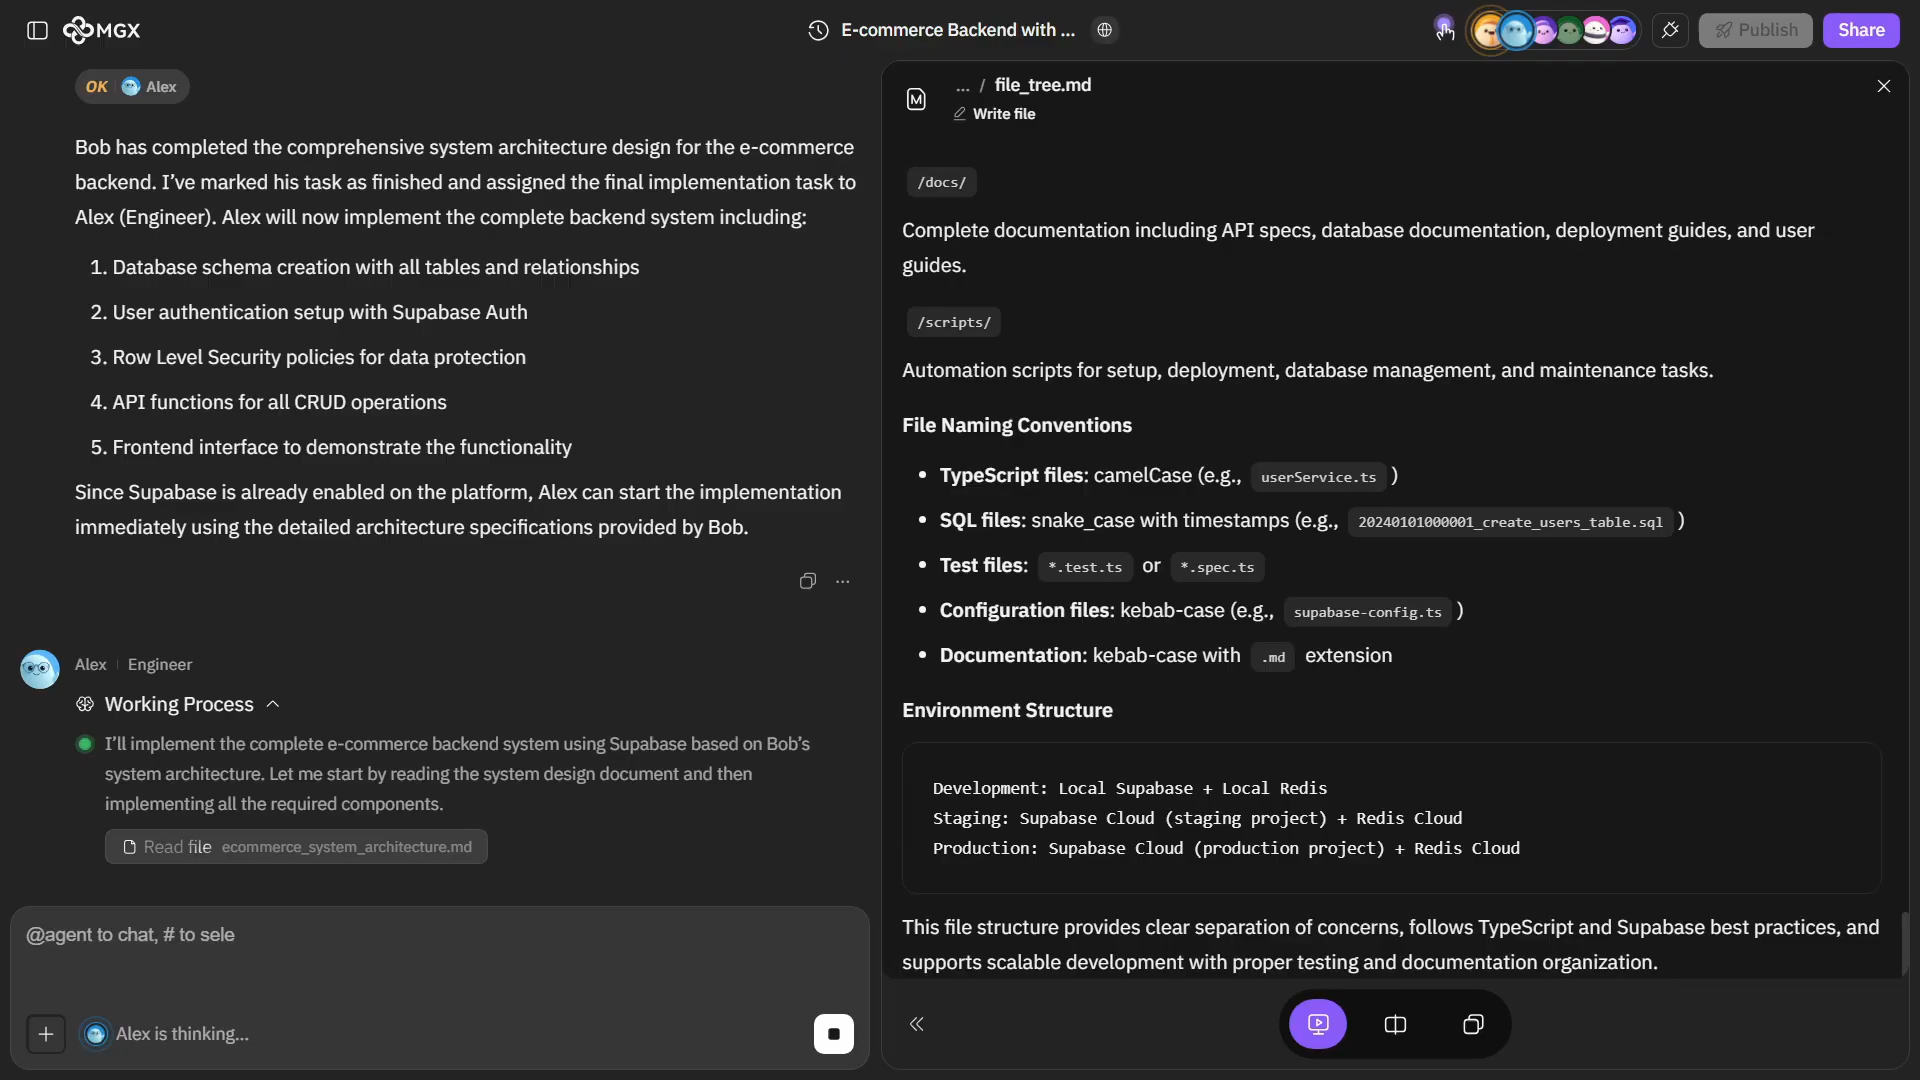 MGX
E-commerce Backend with ...
Publish
Share
OK Alex
Bob has completed the comprehensive system architecture design for the e-commerce
backend. I've marked his task as finished and assigned the final implementation task to
Alex (Engineer). Alex will now implement the complete backend system including:
1. Database schema creation with all tables and relationships
2. User authentication setup with Supabase Auth
3. Row Level Security policies for data protection
4. API functions for all CRUD operations
5. Frontend interface to demonstrate the functionality
Since Supabase is already enabled on the platform, Alex can start the implementation
immediately using the detailed architecture specifications provided by Bob.
Alex | Engineer
Working Process
I'll implement the complete e-commerce backend system using Supabase based on Bob's
system architecture. Let me start by reading the system design document and then
implementing all the required components.
Read file ecommerce_system_architecture.md
@agent to chat, # to sele
Alex is thinking...
... / file_tree.md
Write file
/docs/
Complete documentation including API specs, database documentation, deployment guides, and user
guides.
/scripts/
Automation scripts for setup, deployment, database management, and maintenance tasks.
File Naming Conventions
• TypeScript files: camelCase (e.g., userService.ts )
• SQL files: snake_case with timestamps (e.g., 20240101000001_create_users_table.sql )
• Test files: *.test.ts or *.spec.ts
• Configuration files: kebab-case (e.g., supabase-config.ts )
• Documentation: kebab-case with .md extension
Environment Structure
Development: Local Supabase + Local Redis
Staging: Supabase Cloud (staging project) + Redis Cloud
Production: Supabase Cloud (production project) + Redis Cloud
This file structure provides clear separation of concerns, follows TypeScript and Supabase best practices, and
supports scalable development with proper testing and documentation organization.